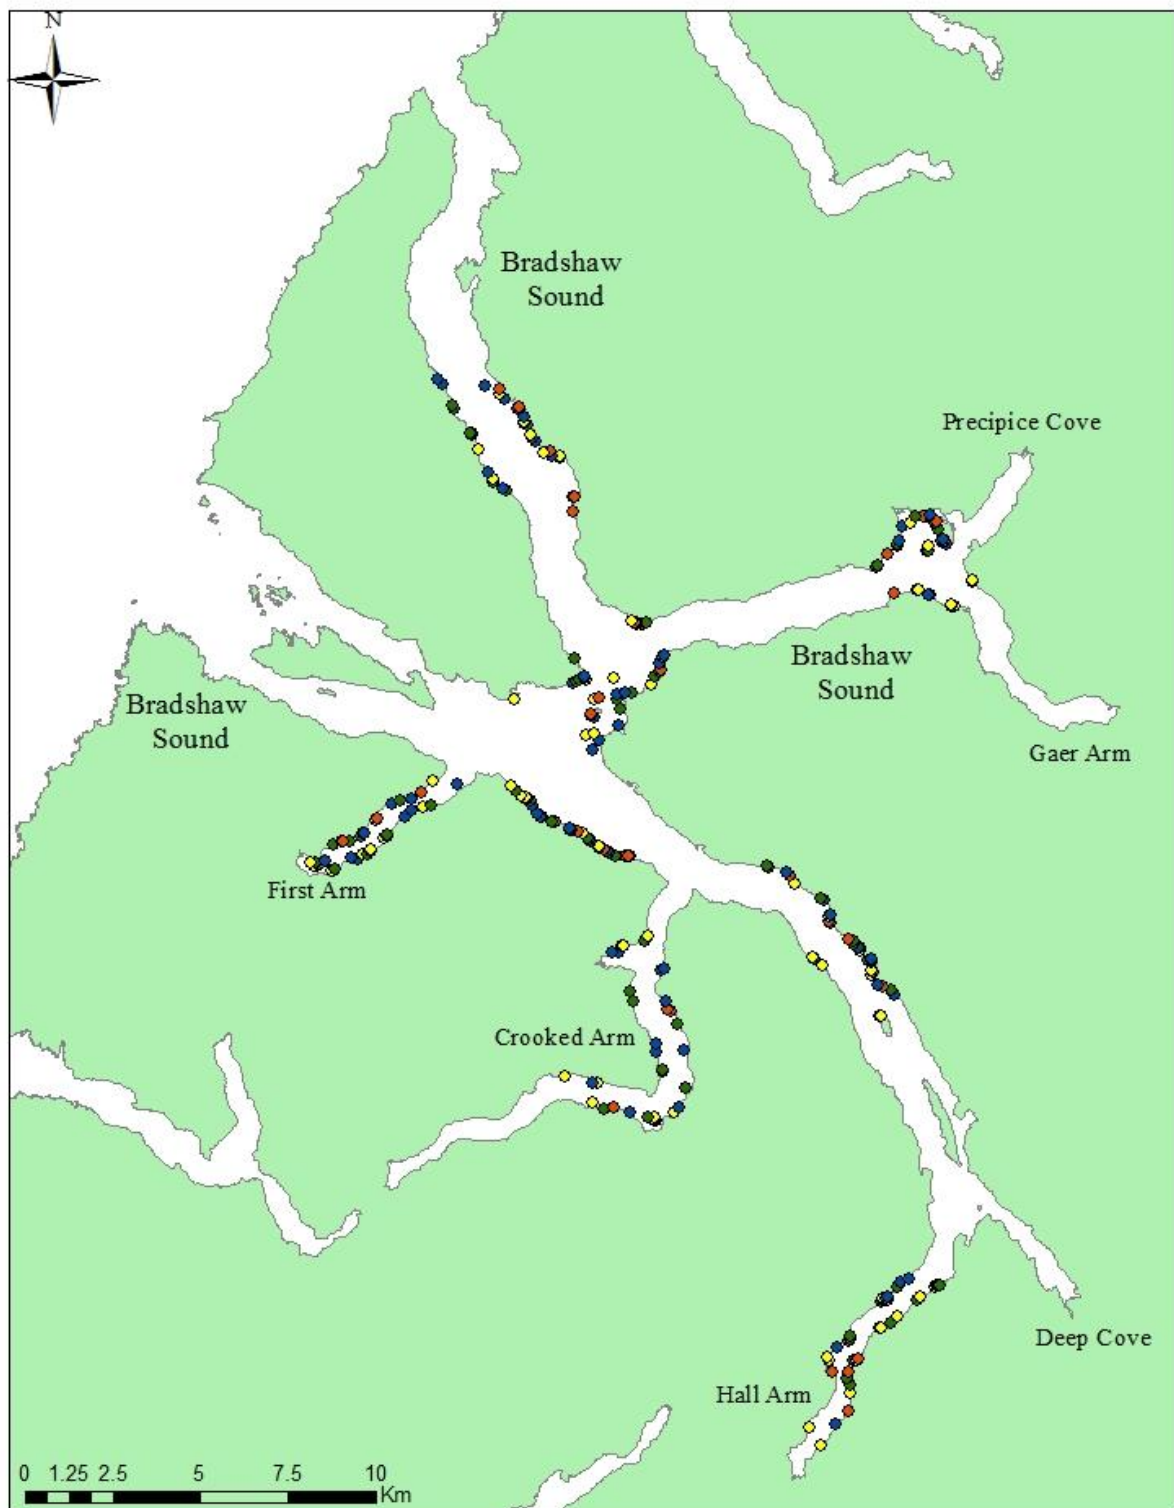 N
Bradshaw
Sound
Precipice Cove
Bradshaw
Sound
Bradshaw
Sound
Gaer Arm
First Arm
Crooked Arm
Deep Cove
Hall Arm
0 1.25 2.5 5 7.5 10
Km